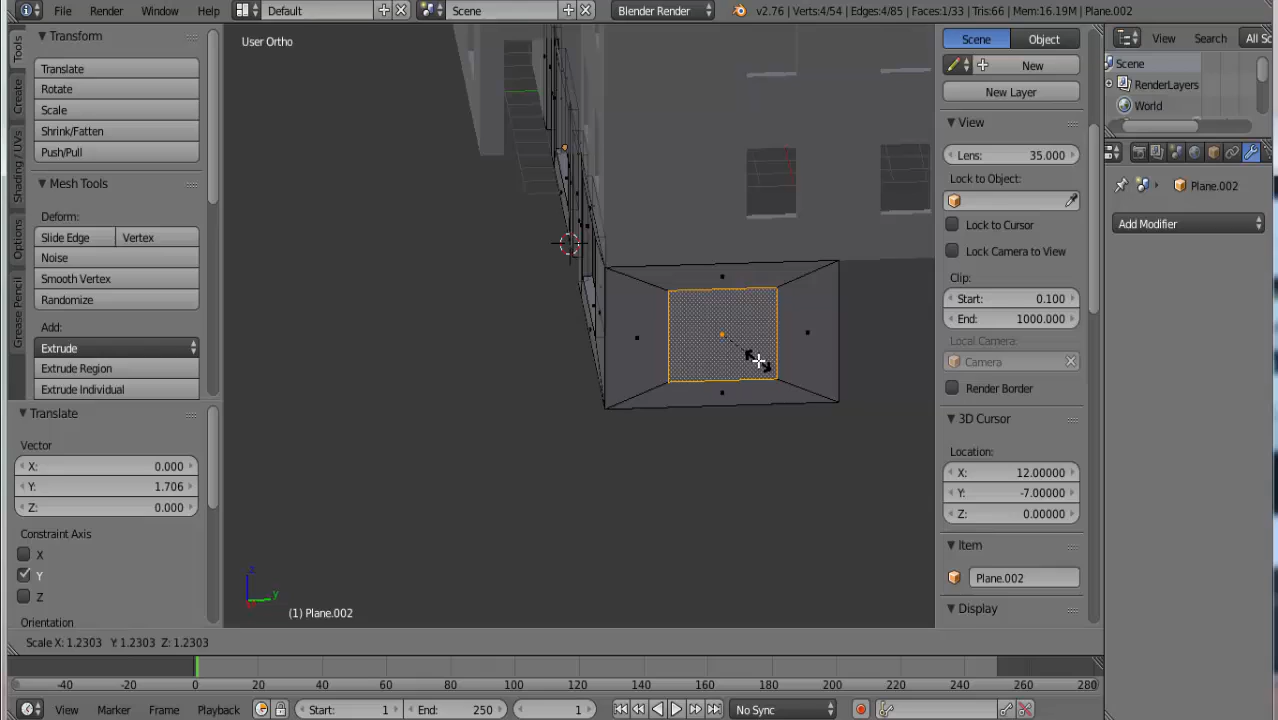 File Render Window Help Default Scene Blender Render v2.76 | Verts:4/54 | Edges:4/85 | Faces:1/33 | Tris:66 | Mem:16.19M | Plane.002
Tools
Create
Shading / UVs
Options
Grease Pencil
Transform
Translate
Rotate
Scale
Shrink/Fatten
Push/Pull
Mesh Tools
Deform:
Slide Edge Vertex
Noise
Smooth Vertex
Randomize
Add:
Extrude
Extrude Region
Extrude Individual
Translate
Vector
X: 0.000
Y: 1.706
Z: 0.000
Constraint Axis
X
Y
Z
Orientation
User Ortho
z
y
(1) Plane.002
Scene Object
New
New Layer
View
Lens: 35.000
Lock to Object:
Lock to Cursor
Lock Camera to View
Clip:
Start: 0.100
End: 1000.000
Local Camera:
Camera
Render Border
3D Cursor
Location:
X: 12.00000
Y: -7.00000
Z: 0.00000
Item
Plane.002
Display
View Search All Sc
Scene
RenderLayers
World
Plane.002
Add Modifier
Scale X: 1.2303 Y: 1.2303 Z: 1.2303
-40 -20 0 20 40 60 80 100 120 140 160 180 200 220 240 260 280
View Marker Frame Playback Start: 1 End: 250 1 No Sync